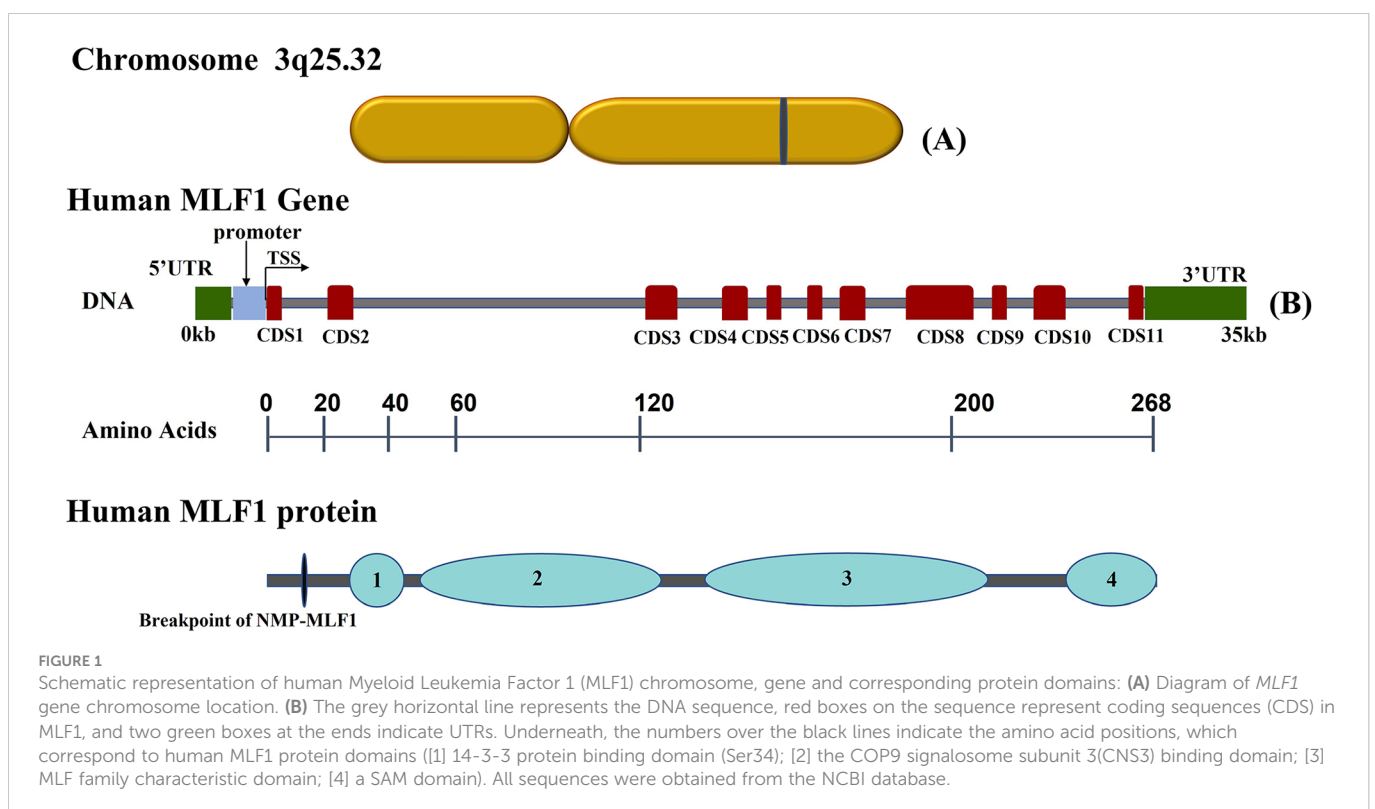 Chromosome 3q25.32
(A)
Human MLF1 Gene
promoter
5'UTR
TSS
3'UTR
DNA
(B)
0kb
CDS1
CDS2
CDS3
CDS4
CDS5
CDS6
CDS7
CDS8
CDS9
CDS10
CDS11
35kb
0 20 40 60 120 200 268
Amino Acids
Human MLF1 protein
1 2 3 4
Breakpoint of NMP-MLF1
FIGURE 1
Schematic representation of human Myeloid Leukemia Factor 1 (MLF1) chromosome, gene and corresponding protein domains: (A) Diagram of MLF1
gene chromosome location. (B) The grey horizontal line represents the DNA sequence, red boxes on the sequence represent coding sequences (CDS) in
MLF1, and two green boxes at the ends indicate UTRs. Underneath, the numbers over the black lines indicate the amino acid positions, which
correspond to human MLF1 protein domains ([1] 14-3-3 protein binding domain (Ser34); [2] the COP9 signalosome subunit 3(CNS3) binding domain; [3]
MLF family characteristic domain; [4] a SAM domain). All sequences were obtained from the NCBI database.